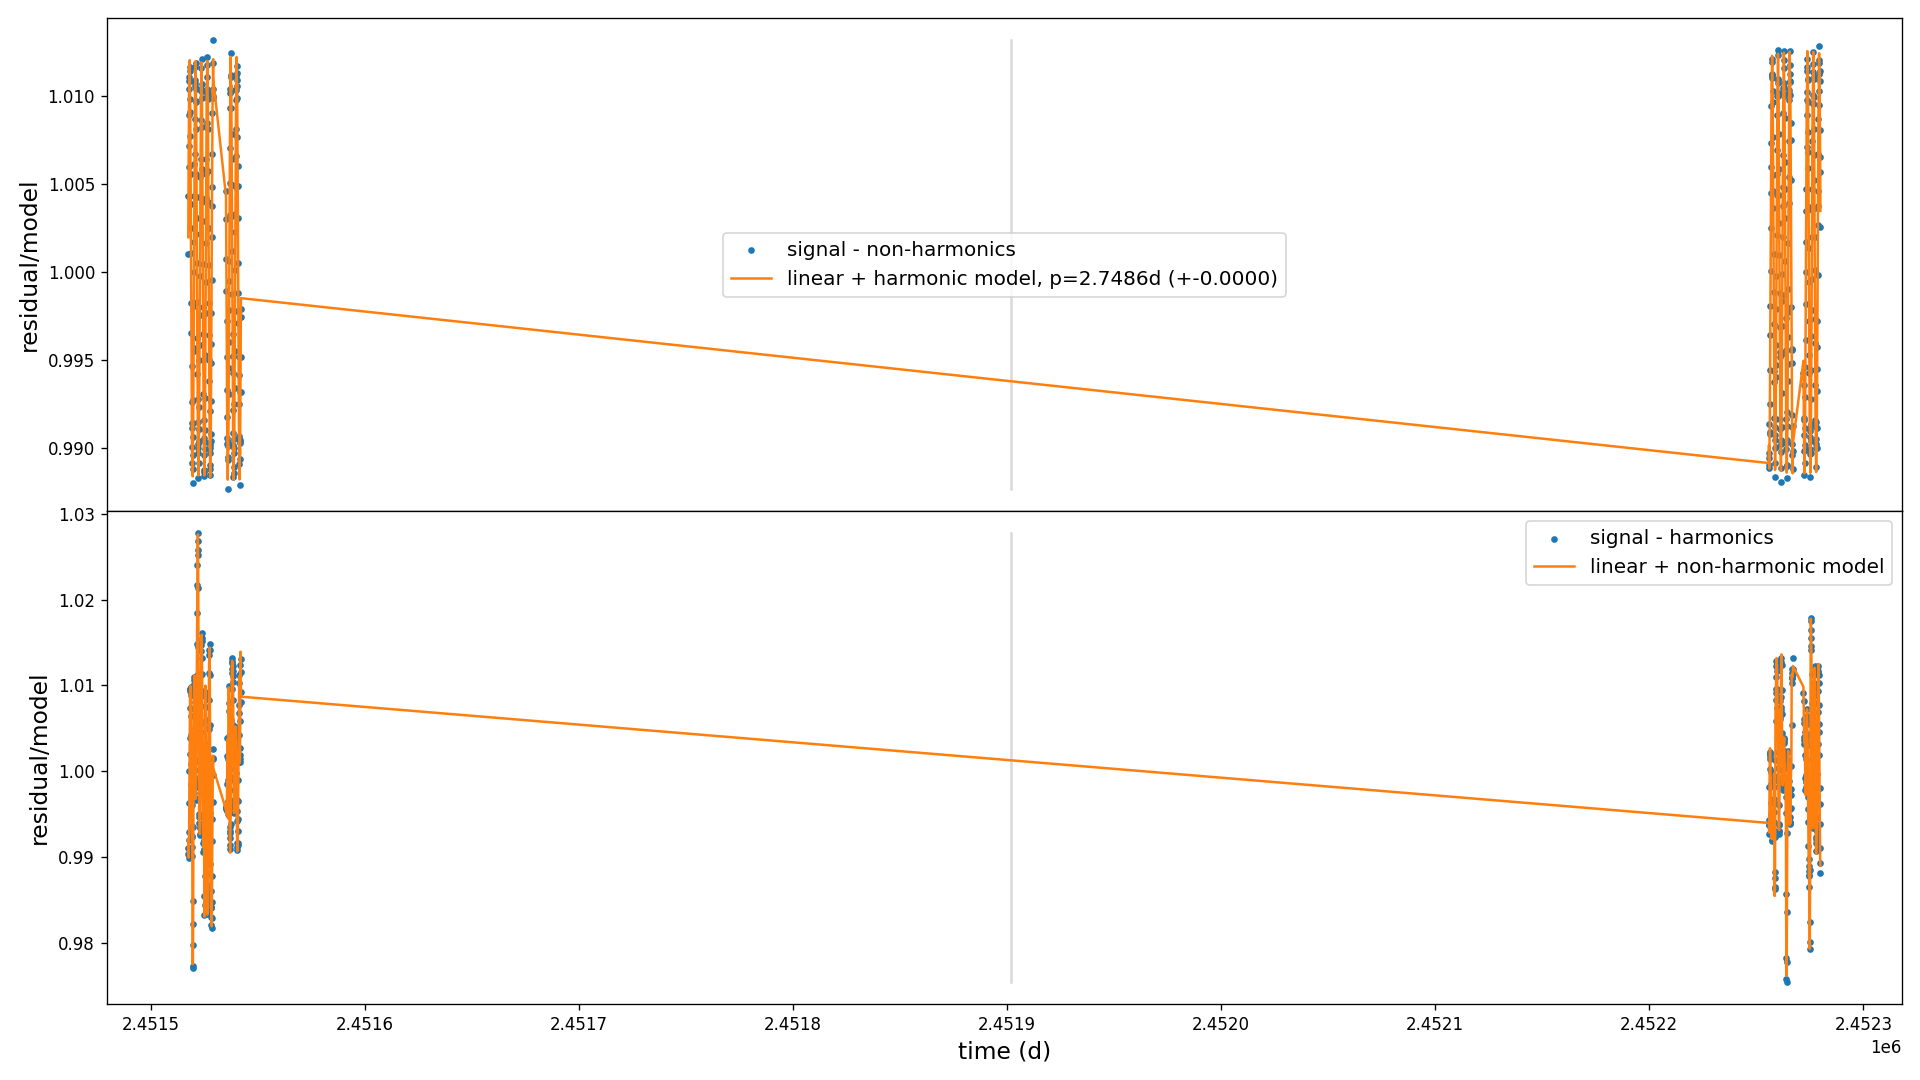 1.010
1.005
1.000
0.995
0.990
residual/model
signal - non-harmonics
linear + harmonic model, p=2.7486d (+-0.0000)
1.03
1.02
1.01
1.00
0.99
0.98
residual/model
signal - harmonics
linear + non-harmonic model
2.4515
2.4516
2.4517
2.4518
2.4519
2.4520
2.4521
2.4522
2.4523
1e6
time (d)